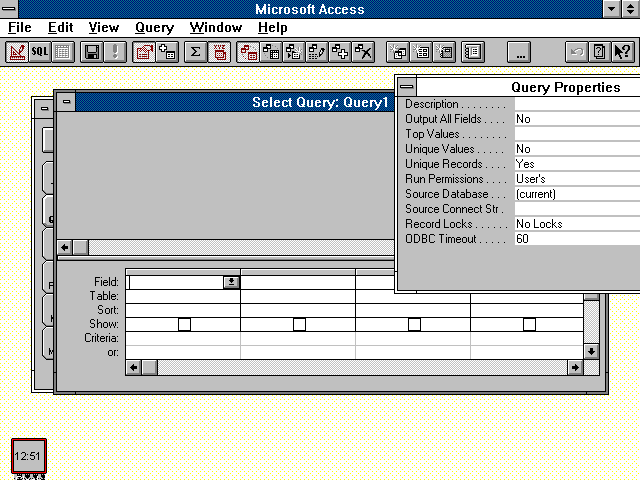 Microsoft Access
File Edit View Query Window Help
SQL
XYZ
...
Select Query: Query1
Query Properties
Description . . . . . . . .
Output All Fields . . . . No
Top Values . . . . . . . .
Unique Values . . . . . No
Unique Records . . . . Yes
Run Permissions . . . . User's
Source Database . . . (current)
Source Connect Str .
Record Locks . . . . . . No Locks
ODBC Timeout . . . . . 60
Field:
Table:
Sort:
Show:
Criteria:
or:
12:51